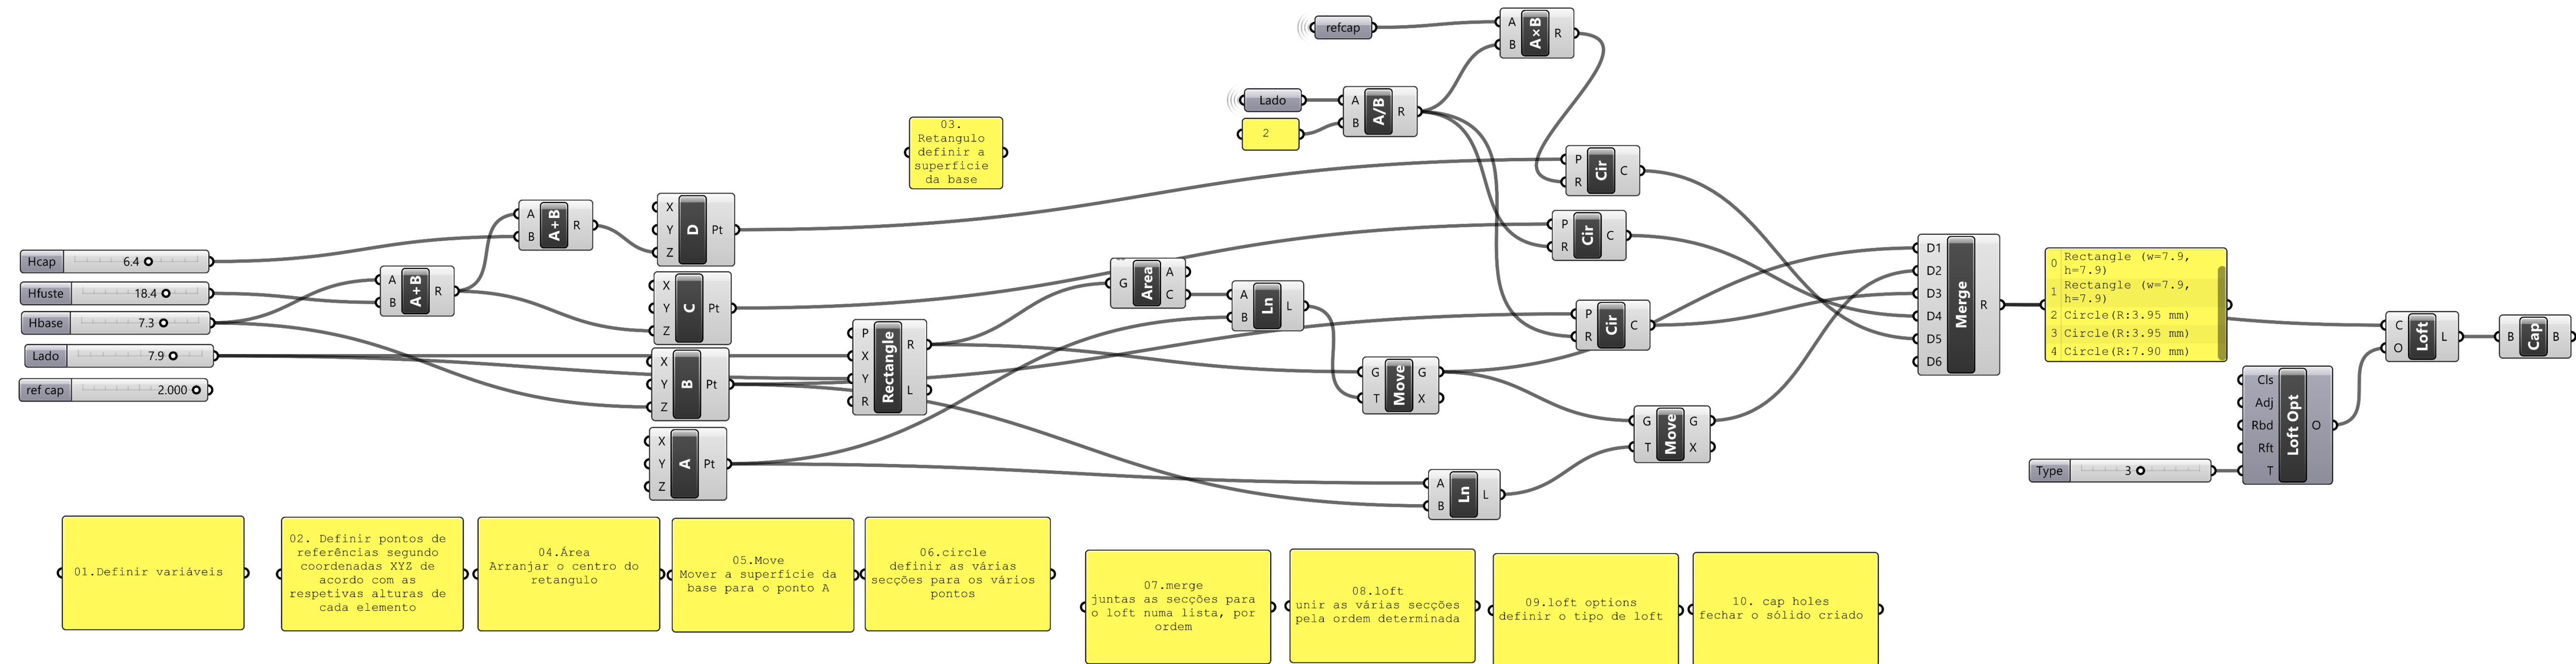 refcap
A
B
A×B
R
Lado
2
A
B
A/B
R
03.
Retangulo
definir a
superficie
da base
P
R
Cir
C
P
R
Cir
C
P
R
Cir
C
Hcap 6.4
Hfuste 18.4
Hbase 7.3
Lado 7.9
ref cap 2.000
A
B
A+B
R
A
B
A+B
R
X
Y
Z
D
Pt
X
Y
Z
C
Pt
X
Y
Z
B
Pt
X
Y
Z
A
Pt
P
X
Y
R
Rectangle
R
L
G
Area
A
C
A
B
Ln
L
G
T
Move
G
X
A
B
Ln
L
G
T
Move
G
X
D1
D2
D3
D4
D5
D6
Merge
R
0 Rectangle (w=7.9,
h=7.9)
1 Rectangle (w=7.9,
h=7.9)
2 Circle(R:3.95 mm)
3 Circle(R:3.95 mm)
4 Circle(R:7.90 mm)
Type 3
Cls
Adj
Rbd
Rft
T
Loft Opt
O
C
O
Loft
L
B
Cap
B
01.Definir variáveis
02. Definir pontos de
referências segundo
coordenadas XYZ de
acordo com as
respetivas alturas de
cada elemento
04.Área
Arranjar o centro do
retangulo
05.Move
Mover a superficie da
base para o ponto A
06.circle
definir as várias
secções para os vários
pontos
07.merge
juntas as secções para
o loft numa lista, por
ordem
08.loft
unir as várias secções
pela ordem determinada
09.loft options
definir o tipo de loft
10. cap holes
fechar o sólido criado